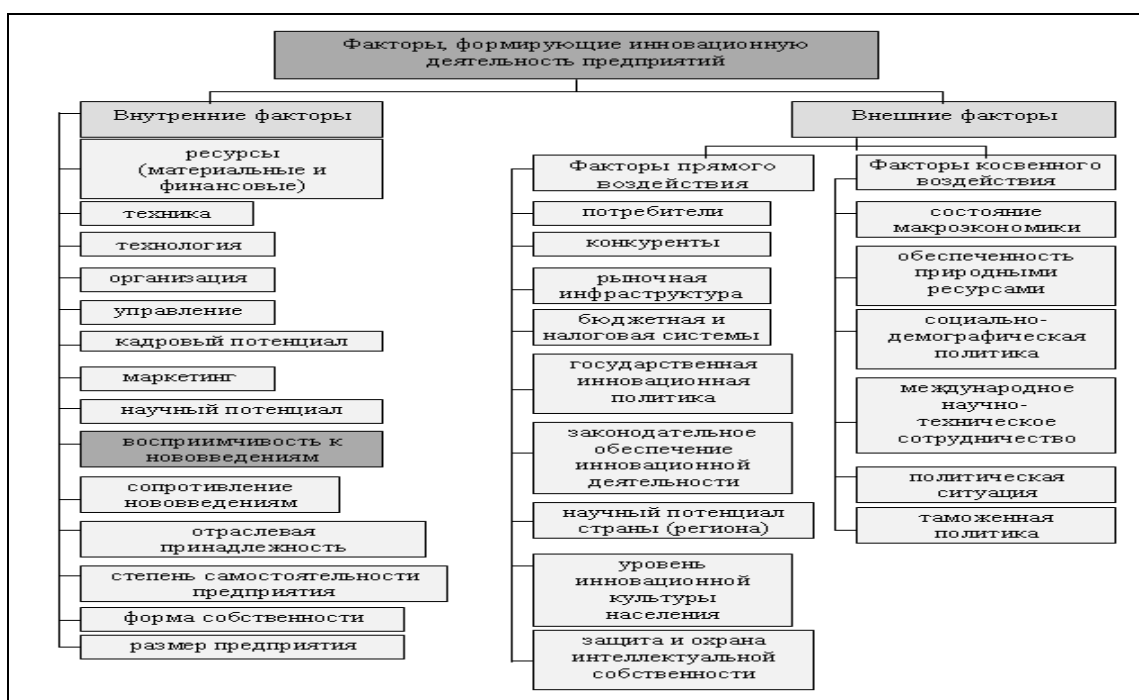 Факторы, формирующие инновационную
деятельность предприятий
Внутренние факторы
ресурсы
(материальные и
финансовые)
техника
технология
организация
управление
кадровый потенциал
маркетинг
научный потенциал
восприимчивость к
нововведениям
сопротивление
нововведениям
отраслевая
принадлежность
степень самостоятельности
предприятия
форма собственности
размер предприятия
Внешние факторы
Факторы прямого
воздействия
потребители
конкуренты
рыночная
инфраструктура
бюджетная и
налоговая системы
государственная
инновационная
политика
законодательное
обеспечение
инновационной
деятельности
научный потенциал
страны (региона)
уровень
инновационной
культуры
населения
защита и охрана
интеллектуальной
собственности
Факторы косвенного
воздействия
состояние
макроэкономики
обеспеченность
природными
ресурсами
социально-
демографическая
политика
международное
научно-
техническое
сотрудничество
политическая
ситуация
таможенная
политика